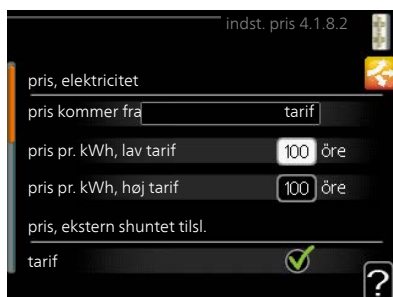 indst. pris 4.1.8.2
pris, elektricitet
pris kommer fra tarif
pris pr. kWh, lav tarif 100 öre
pris pr. kWh, høj tarif 100 öre
pris, ekstern shuntet tilsl.
tarif
?